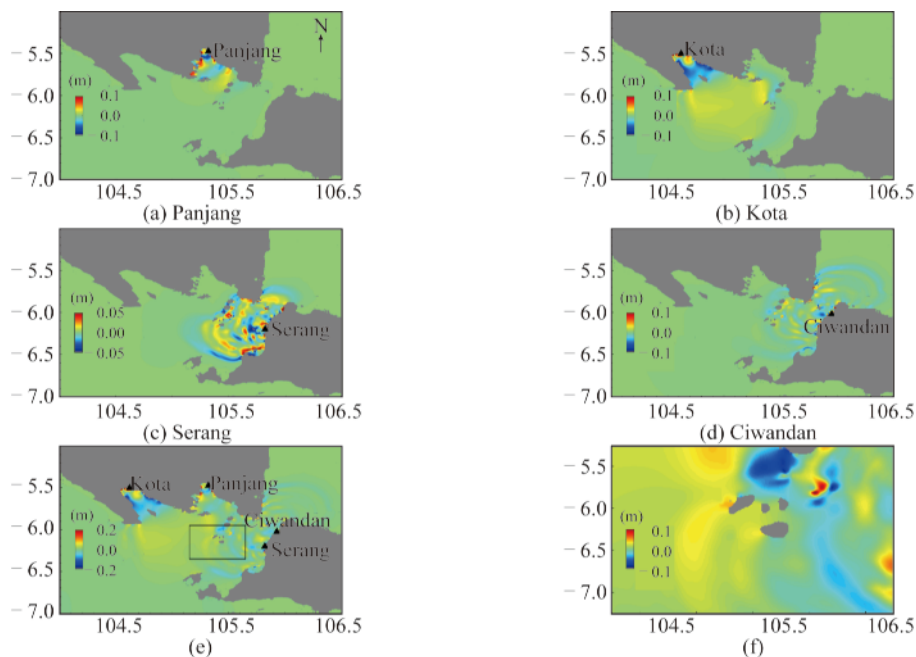 − 5.5
− 6.0
− 6.5
− 7.0
Panjang
N
(m)
0.1
0.0
− 0.1
104.5 105.5 106.5
(a) Panjang
− 5.5
− 6.0
− 6.5
− 7.0
Kota
(m)
0.1
0.0
− 0.1
104.5 105.5 106.5
(b) Kota
− 5.5
− 6.0
− 6.5
− 7.0
(m)
0.05
0.00
− 0.05
Serang
104.5 105.5 106.5
(c) Serang
− 5.5
− 6.0
− 6.5
− 7.0
(m)
0.1
0.0
− 0.1
Ciwandan
104.5 105.5 106.5
(d) Ciwandan
− 5.5
− 6.0
− 6.5
− 7.0
Kota
Panjang
Ciwandan
Serang
(m)
0.2
0.0
− 0.2
104.5 105.5 106.5
(e)
− 5.5
− 6.0
− 6.5
− 7.0
(m)
0.1
0.0
− 0.1
104.5 105.5 106.5
(f)